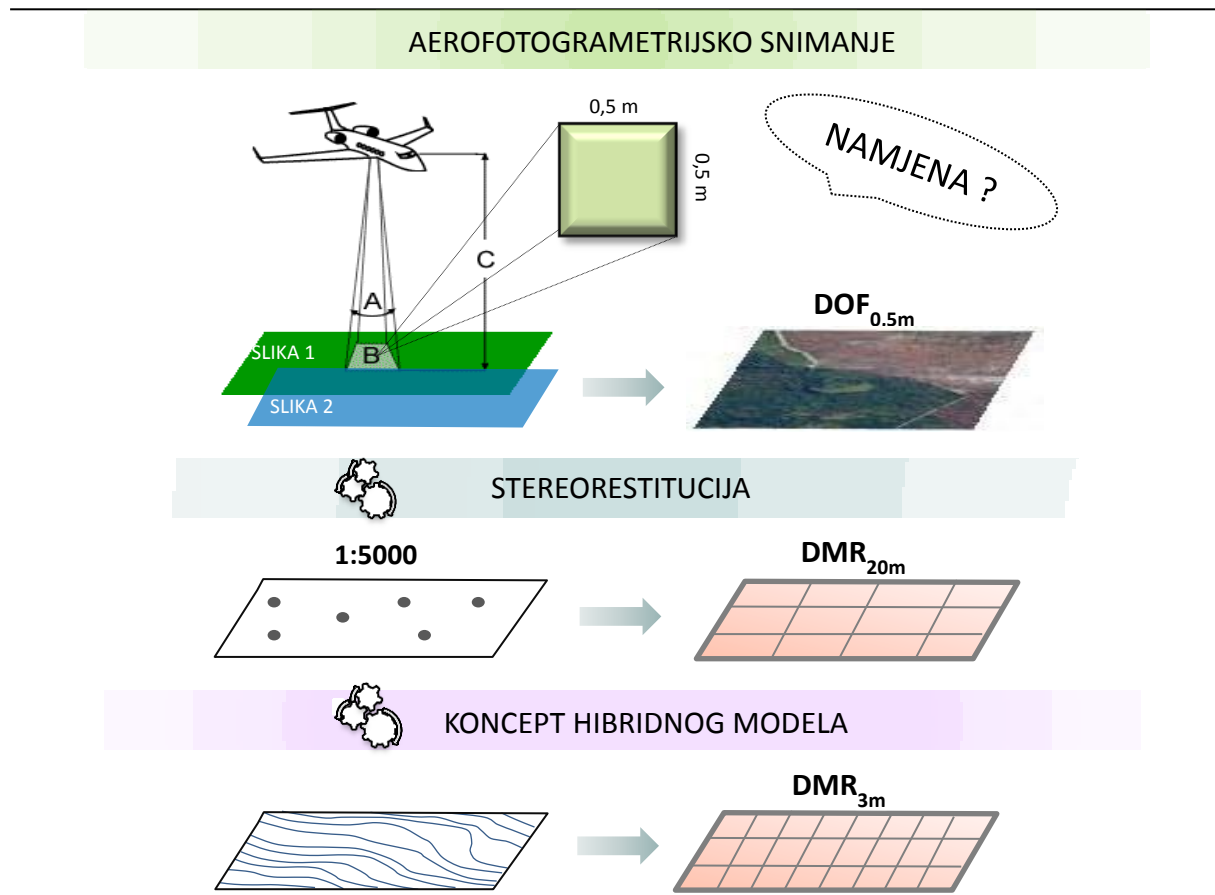 AEROFOTOGRAMETRIJSKO SNIMANJE
0,5 m
0,5 m
NAMJENA ?
C
A
B
SLIKA 1
SLIKA 2
DOF0.5m
STEREORESTITUCIJA
1:5000
DMR20m
KONCEPT HIBRIDNOG MODELA
DMR3m